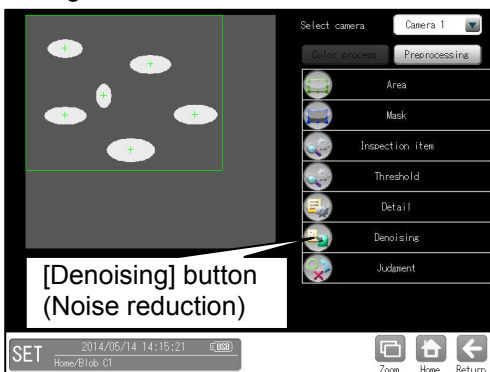 Select camera
Camera 1
Color process
Preprocessing
Area
Mask
Inspection item
Threshold
Detail
Denoising
Judgment
[Denoising] button
(Noise reduction)
SET
2014/05/14 14:15:21
USB
Home/Blob C1
Zoom
Home
Return